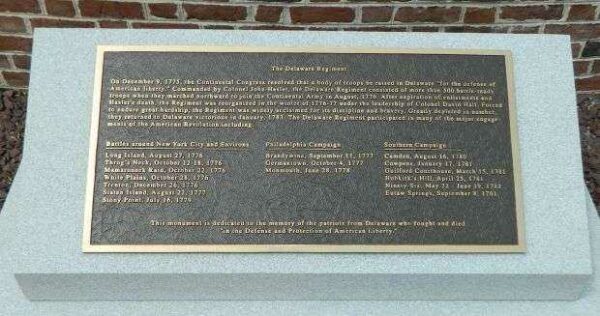 The Delaware Regiment
On December 9, 1775, the Continental Congress resolved that a body of troops be raised in Delaware "for the defense of
American liberty." Commanded by Colonel John Haslet, the Delaware Regiment consisted of more than 500 battle-ready
troops when they marched northward to join the Continental Army in August, 1776. After expiration of enlistments and
Haslet's death, the Regiment was reorganized in the winter of 1776-77 under the leadership of Colonel David Hall. Forced
to endure great hardship, the Regiment was widely acclaimed for its discipline and bravery. Greatly depleted in number,
they returned to Delaware victorious in January, 1783. The Delaware Regiment participated in many of the major engage-
ments of the American Revolution including
Battles around New York City and Environs
Long Island, August 27, 1776
Throg's Neck, October 12-18, 1776
Mamaroneck Raid, October 22, 1776
White Plains, October 28, 1776
Trenton, December 26, 1776
Staten Island, August 22, 1777
Stony Point, July 16, 1779
Philadelphia Campaign
Brandywine, September 11, 1777
Germantown, October 4, 1777
Monmouth, June 28, 1778
Southern Campaign
Camden, August 16, 1780
Cowpens, January 17, 1781
Guilford Courthouse, March 15, 1781
Hobkirk's Hill, April 25, 1781
Ninety Six, May 22 - June 19, 1781
Eutaw Springs, September 8, 1781
This monument is dedicated to the memory of the patriots from Delaware who fought and died
"in the Defense and Protection of American Liberty."